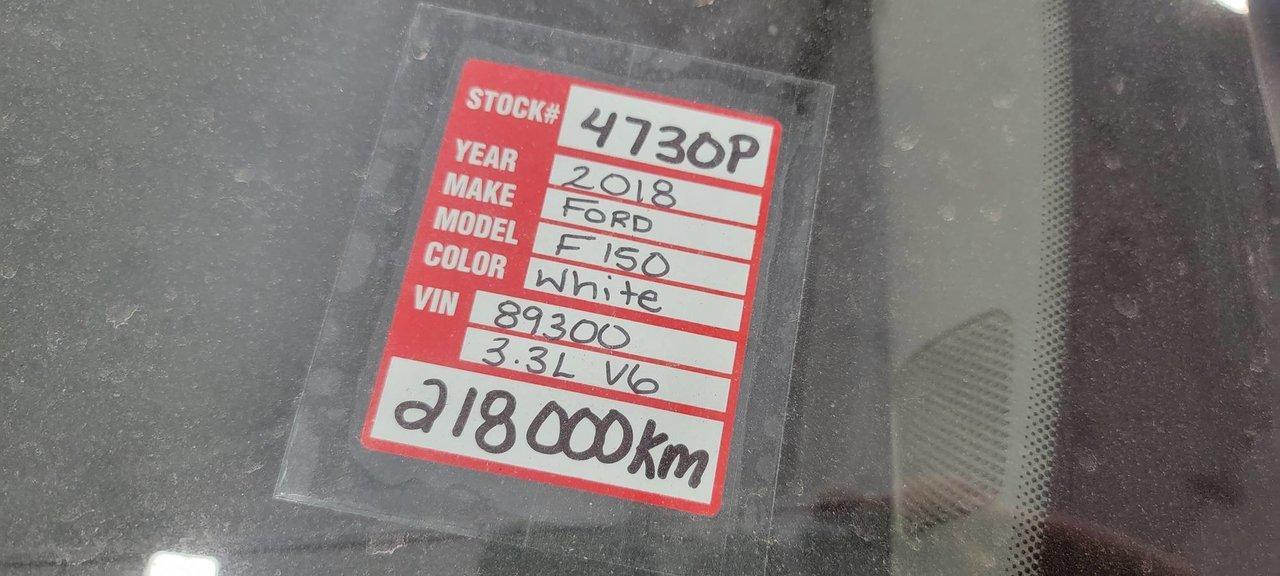 STOCK# 4730P
YEAR 2018
MAKE FORD
MODEL F150
COLOR White
VIN 89300
3.3L V6
218000km